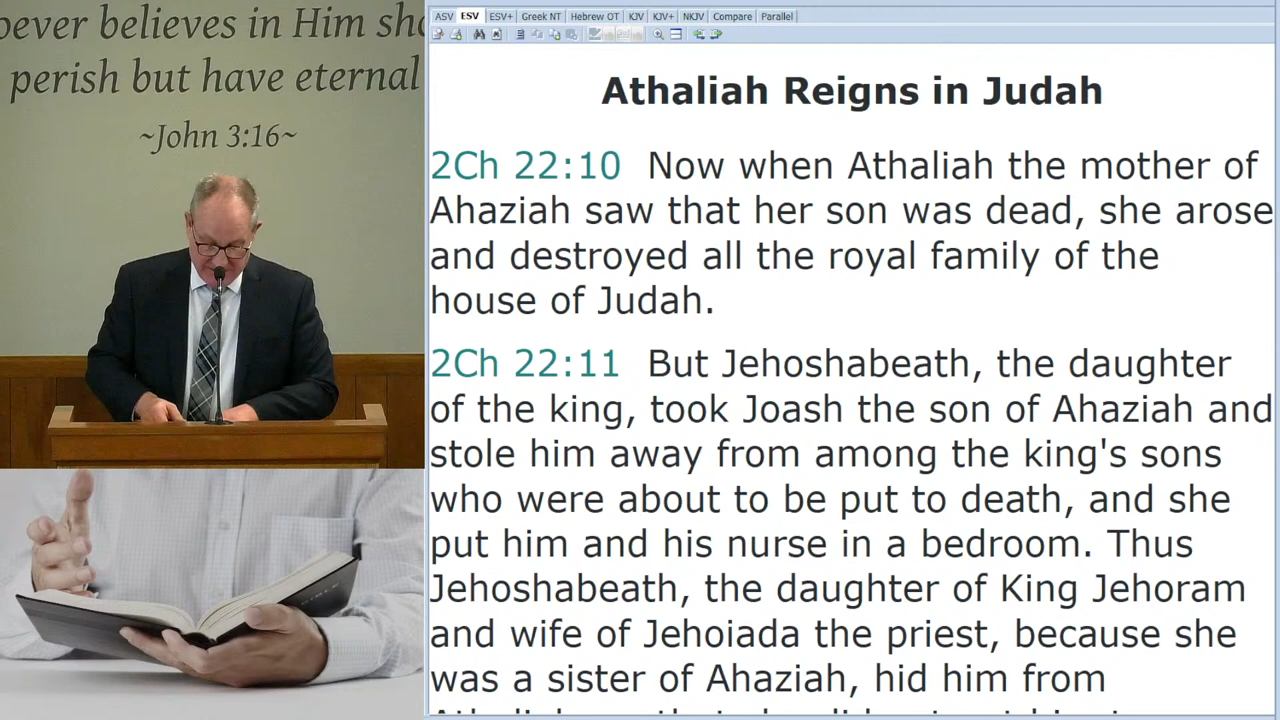 oever believes in Him sho
perish but have eternal
~John 3:16~
ASV ESV ESV+ Greek NT Hebrew OT KJV KJV+ NKJV Compare Parallel
Athaliah Reigns in Judah
2Ch 22:10 Now when Athaliah the mother of
Ahaziah saw that her son was dead, she arose
and destroyed all the royal family of the
house of Judah.
2Ch 22:11 But Jehoshabeath, the daughter
of the king, took Joash the son of Ahaziah and
stole him away from among the king's sons
who were about to be put to death, and she
put him and his nurse in a bedroom. Thus
Jehoshabeath, the daughter of King Jehoram
and wife of Jehoiada the priest, because she
was a sister of Ahaziah, hid him from
BIBLE